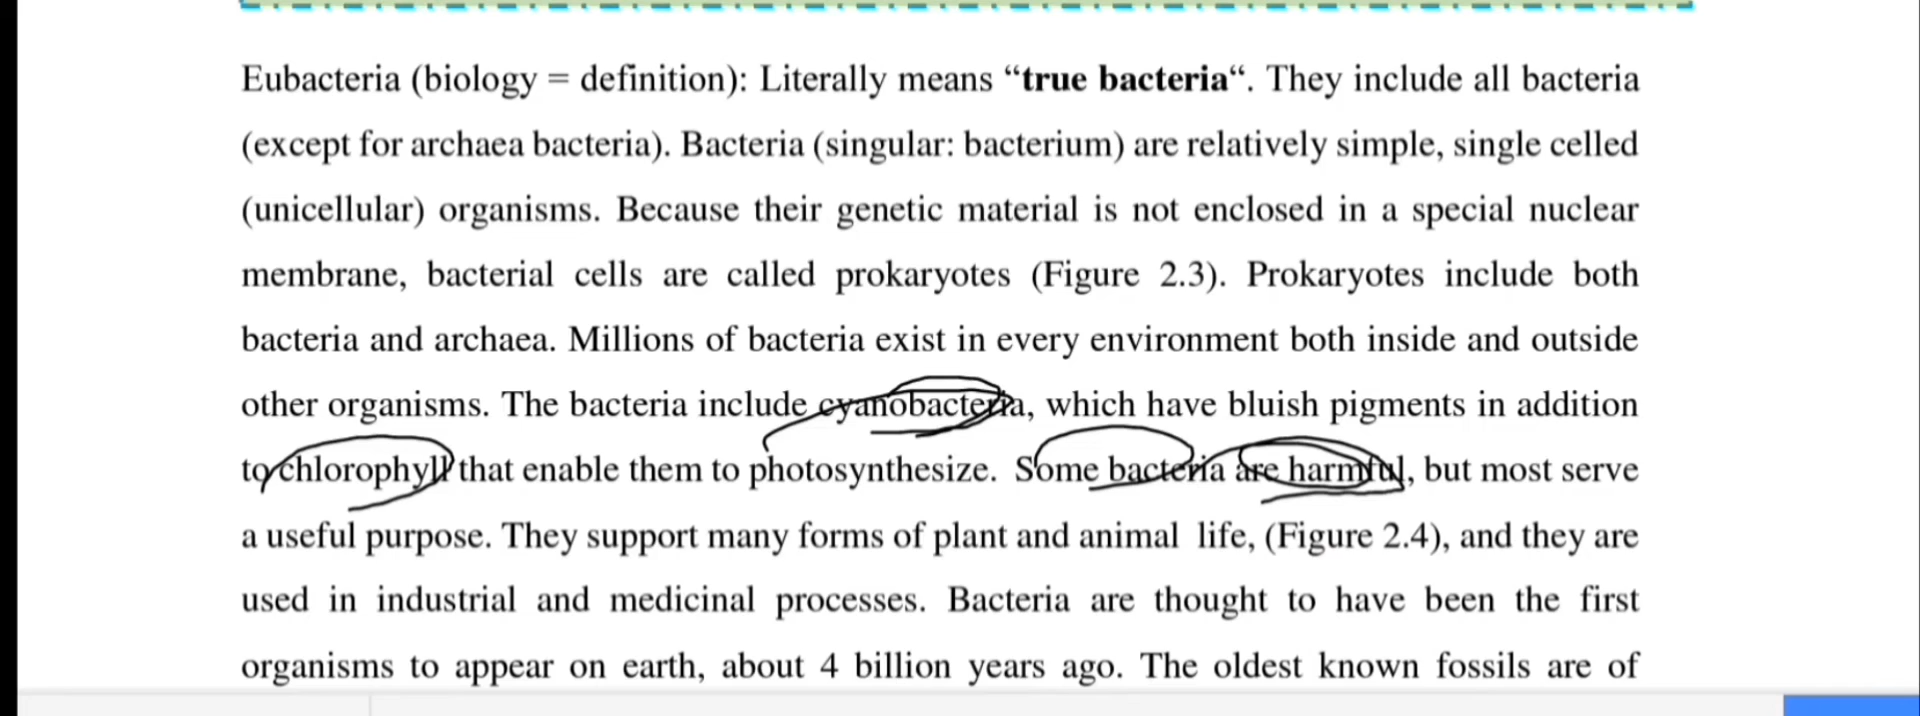 Eubacteria (biology = definition): Literally means “true bacteria“. They include all bacteria
(except for archaea bacteria). Bacteria (singular: bacterium) are relatively simple, single celled
(unicellular) organisms. Because their genetic material is not enclosed in a special nuclear
membrane, bacterial cells are called prokaryotes (Figure 2.3). Prokaryotes include both
bacteria and archaea. Millions of bacteria exist in every environment both inside and outside
other organisms. The bacteria include cyanobacteria, which have bluish pigments in addition
to chlorophyll that enable them to photosynthesize. Some bacteria are harmful, but most serve
a useful purpose. They support many forms of plant and animal life, (Figure 2.4), and they are
used in industrial and medicinal processes. Bacteria are thought to have been the first
organisms to appear on earth, about 4 billion years ago. The oldest known fossils are of